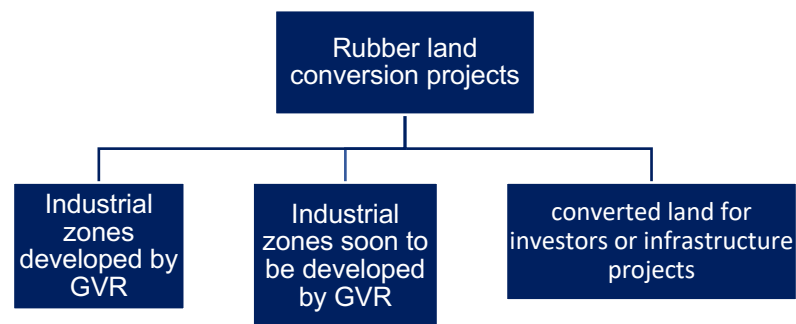 Rubber land
conversion projects
Industrial
zones
developed by
GVR
Industrial
zones soon to
be developed
by GVR
converted land for
investors or infrastructure
projects